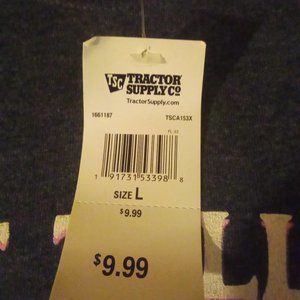 TSC TRACTOR
SUPPLY CO
TractorSupply.com
1661187 TSCA153X
1 91731 53398 8
SIZE L
$9.99
$9.99